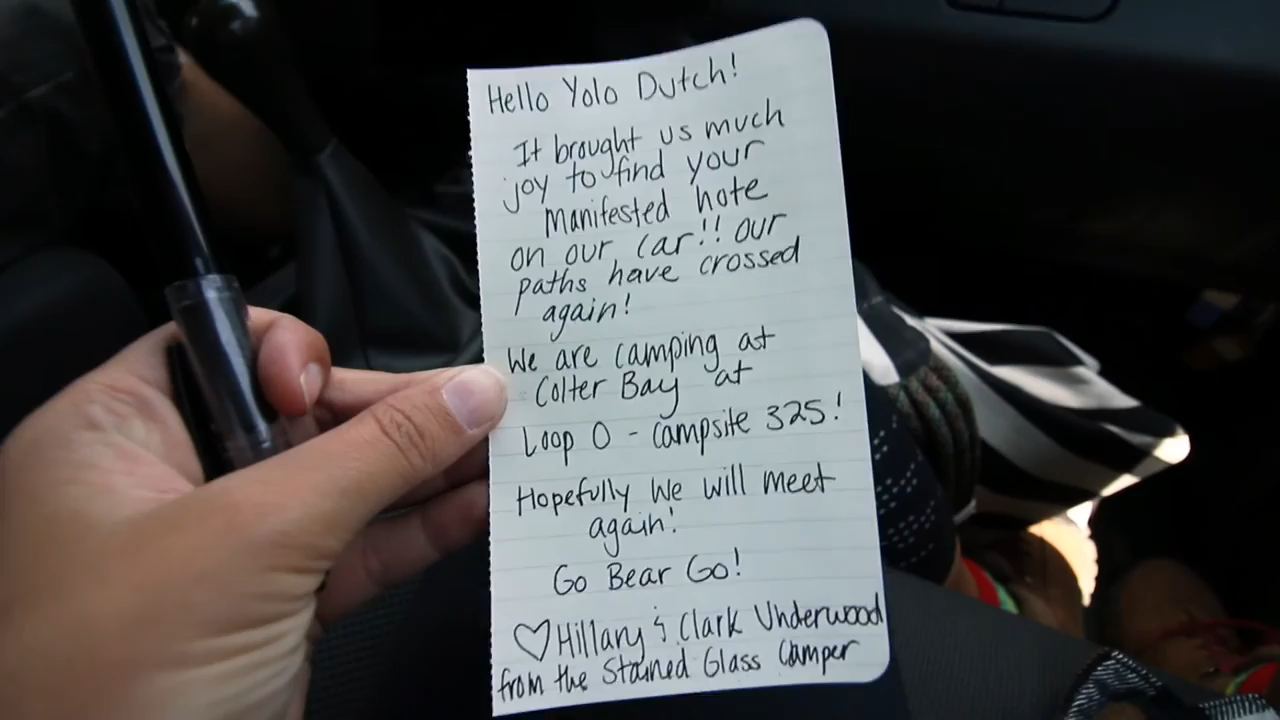 Hello Yolo Dutch!
It brought us much
joy to find your
Manifested note
on our car!! Our
paths have crossed
again!
We are camping at
Colter Bay at
Loop O - Campsite 325!
Hopefully we will meet
again!
Go Bear Go!
♡ Hillary & Clark Underwood
from the Stained Glass Camper